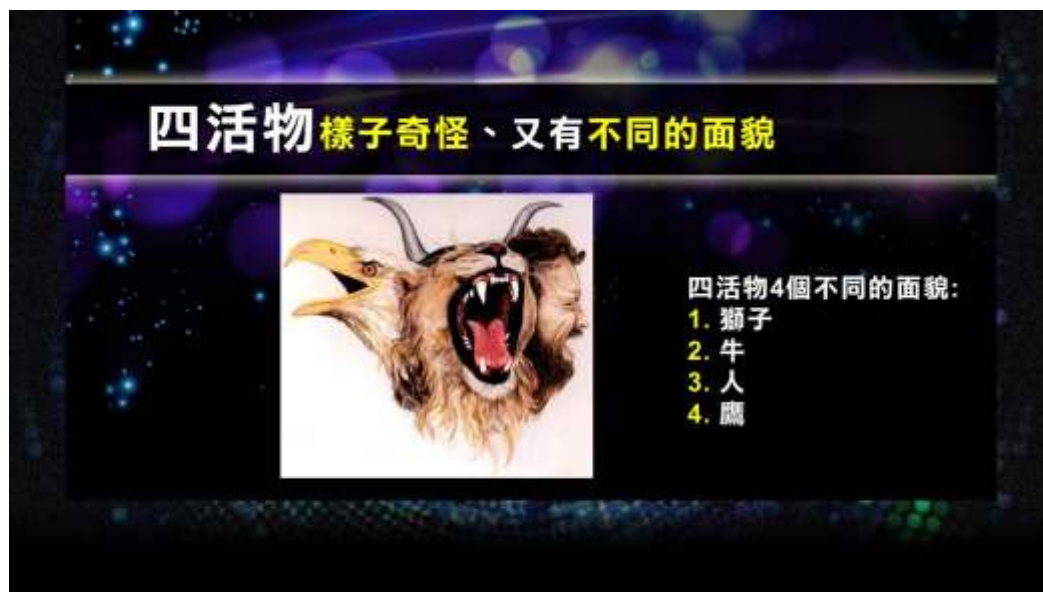 四活物樣子奇怪、又有不同的面貌
四活物4個不同的面貌:
1. 獅子
2. 牛
3. 人
4. 鷹